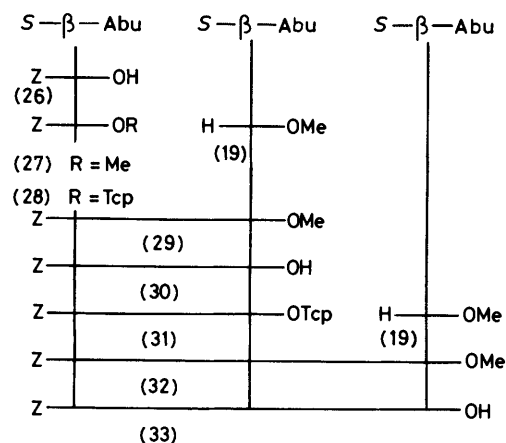 S—β—Abu S—β—Abu S—β—Abu
Z OH
(26)
Z OR H OMe
(19)
(27) R = Me
(28) R = Tcp
Z OMe
(29)
Z OH
(30)
Z OTcp H OMe
(31) (19)
Z OMe
(32)
Z OH
(33)